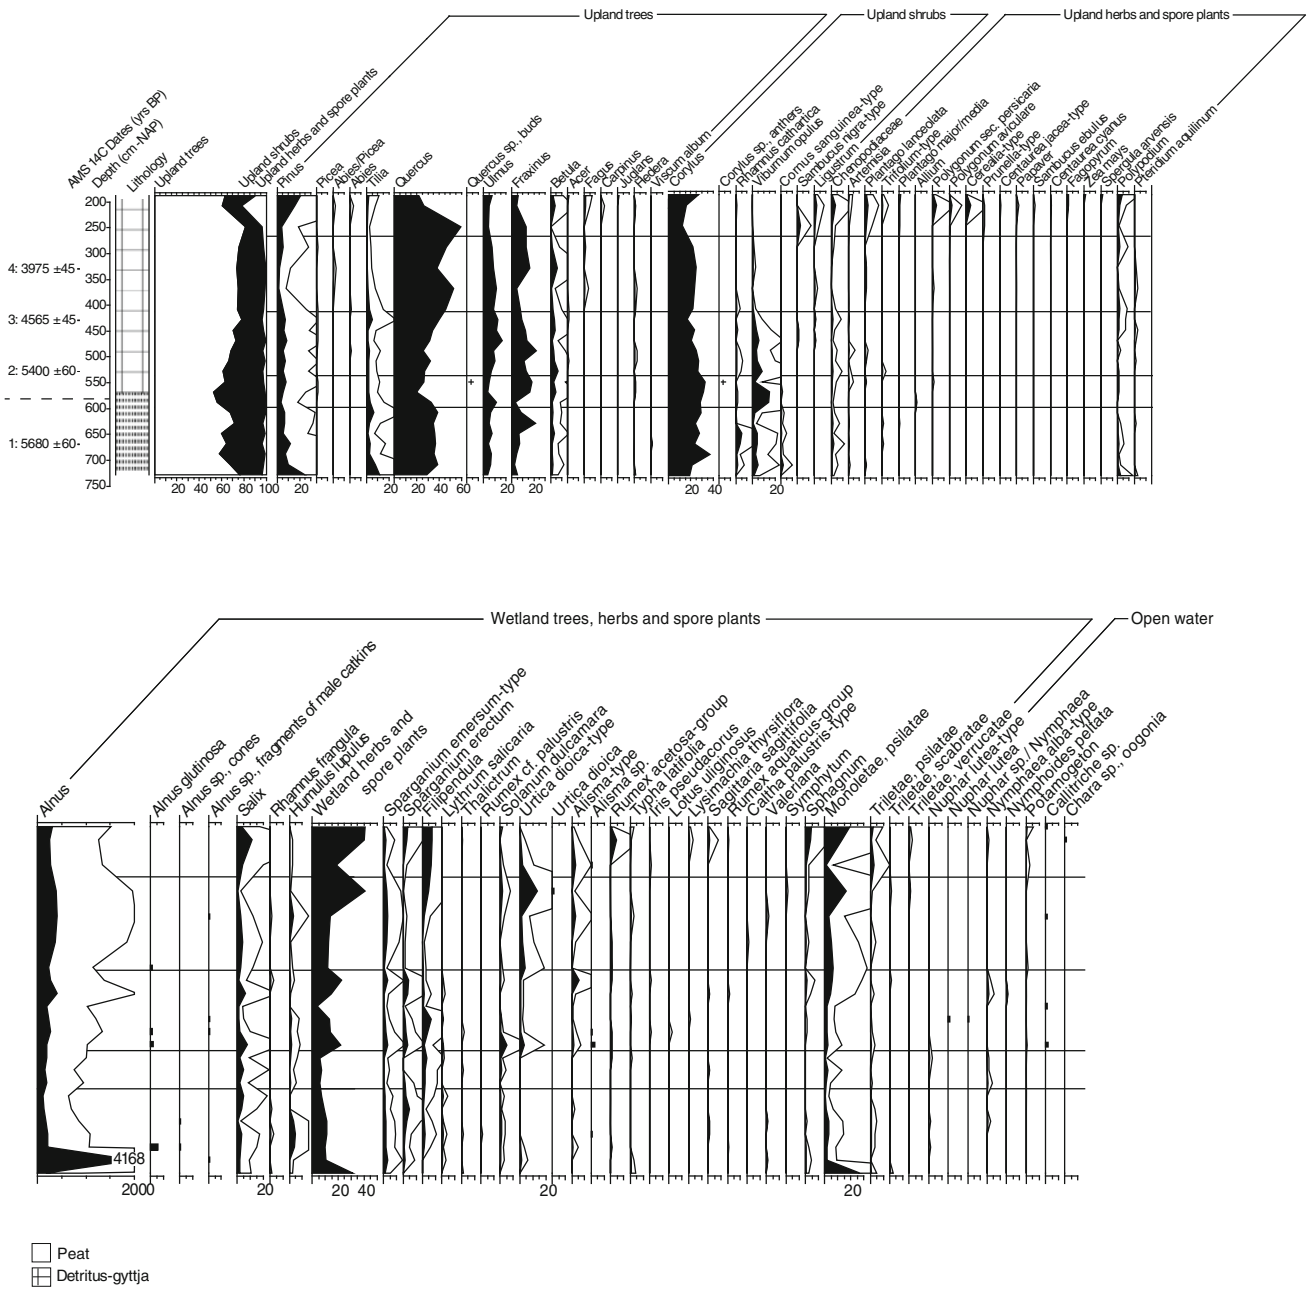 Upland trees
Upland shrubs
Upland herbs and spore plants
AMS 14C Dates (yrs BP)
Depth (cm -NAP)
Lithology
Upland trees
Upland shrubs
Upland herbs and spore plants
Pinus
Picea
Abies/Picea
Abies
Tilia
Quercus
Quercus sp., buds
Ulmus
Fraxinus
Betula
Acer
Fagus
Carpinus
Juglans
Hedera
Viscum album
Corylus
Corylus sp., anthers
Rhamnus cathartica
Viburnum opulus
Cornus sanguinea-type
Sambucus nigra-type
Ligustrum
Chenopodiaceae
Artemisia
Plantago lanceolata
Trifolium-type
Plantago major/media
Allium
Polygonum sec. persicaria
Polygonum aviculare
Cerealia-type
Prunella-type
Centaurea jacea-type
Papaver
Sambucus ebulus
Centaurea cyanus
Fagopyrum
Zea mays
Spergula arvensis
Polypodium
Pteridium aquilinum
200
250
300
4: 3975 ±45-
350
400
3: 4565 ±45-
450
500
2: 5400 ±60-
550
600
1: 5680 ±60-
650
700
750
20 40 60 80 100 20 20 20 40 60 20 20 20 40 20
+ +
Wetland trees, herbs and spore plants
Open water
Alnus
Alnus glutinosa
Alnus sp., cones
Alnus sp., fragments of male catkins
Salix
Rhamnus frangula
Humulus lupulus
Wetland herbs and
spore plants
Sparganium emersum-type
Sparganium erectum
Filipendula
Lythrum salicaria
Thalictrum
Rumex cf. palustris
Solanum dulcamara
Urtica dioica-type
Urtica dioica
Alisma-type
Alisma sp.
Rumex acetosa-group
Typha latifolia
Iris pseudacorus
Lotus uliginosus
Lysimachia thyrsiflora
Sagittaria sagittifolia
Rumex aquaticus-group
Caltha palustris-type
Valeriana
Symphytum
Sphagnum
Monoletae, psilatae
Triletae, psilatae
Triletae, scabratae
Triletae, verrucatae
Nuphar lutea-type
Nuphar lutea
Nuphar sp./ Nymphaea
Nymphaea alba-type
Nymphoides peltata
Potamogeton
Callitriche sp.
Chara sp., oogonia
4168
2000 20 20 40 20 20
Peat
Detritus-gyttja